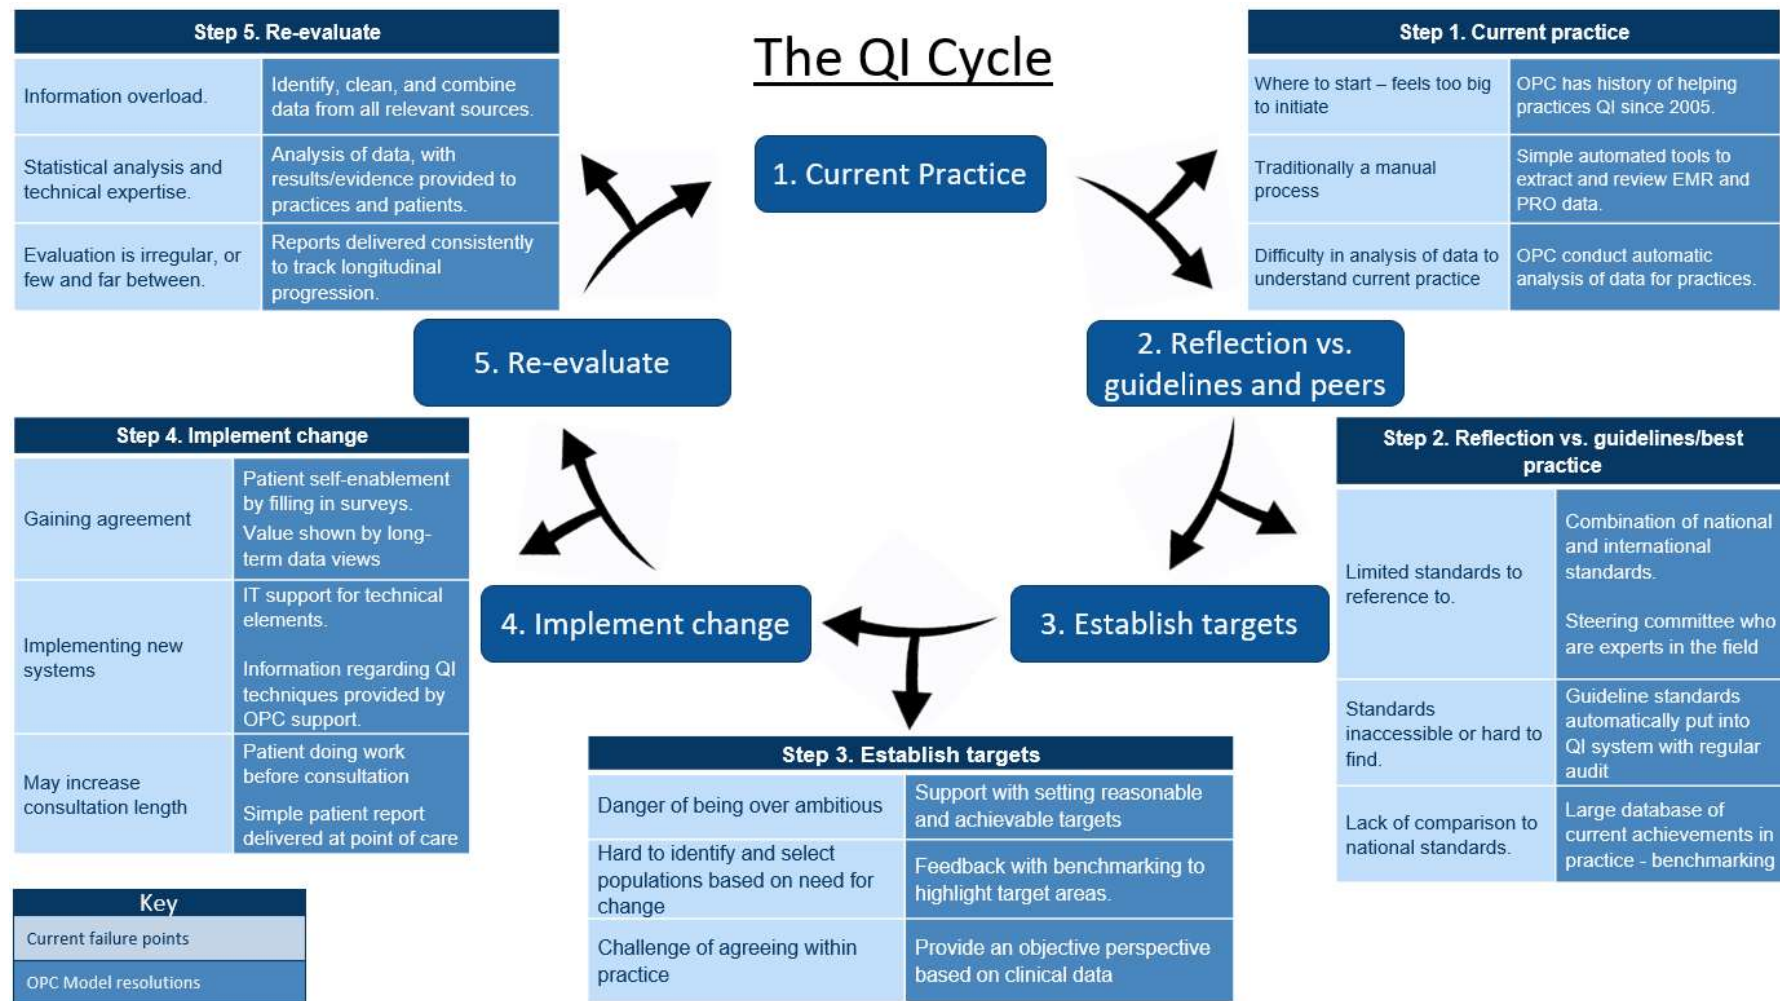 The QI Cycle
1. Current Practice
2. Reflection vs.
guidelines and peers
3. Establish targets
4. Implement change
5. Re-evaluate
Step 1. Current practice
Where to start – feels too big
to initiate
OPC has history of helping
practices QI since 2005.
Traditionally a manual
process
Simple automated tools to
extract and review EMR and
PRO data.
Difficulty in analysis of data to
understand current practice
OPC conduct automatic
analysis of data for practices.
Step 2. Reflection vs. guidelines/best
practice
Limited standards to
reference to.
Combination of national
and international
standards.
Steering committee who
are experts in the field
Standards
inaccessible or hard to
find.
Guideline standards
automatically put into
QI system with regular
audit
Lack of comparison to
national standards.
Large database of
current achievements in
practice - benchmarking
Step 3. Establish targets
Danger of being over ambitious
Support with setting reasonable
and achievable targets
Hard to identify and select
populations based on need for
change
Feedback with benchmarking to
highlight target areas.
Challenge of agreeing within
practice
Provide an objective perspective
based on clinical data
Step 4. Implement change
Gaining agreement
Patient self-enablement
by filling in surveys.
Value shown by long-
term data views
Implementing new
systems
IT support for technical
elements.
Information regarding QI
techniques provided by
OPC support.
May increase
consultation length
Patient doing work
before consultation
Simple patient report
delivered at point of care
Step 5. Re-evaluate
Information overload.
Identify, clean, and combine
data from all relevant sources.
Statistical analysis and
technical expertise.
Analysis of data, with
results/evidence provided to
practices and patients.
Evaluation is irregular, or
few and far between.
Reports delivered consistently
to track longitudinal
progression.
Key
Current failure points
OPC Model resolutions